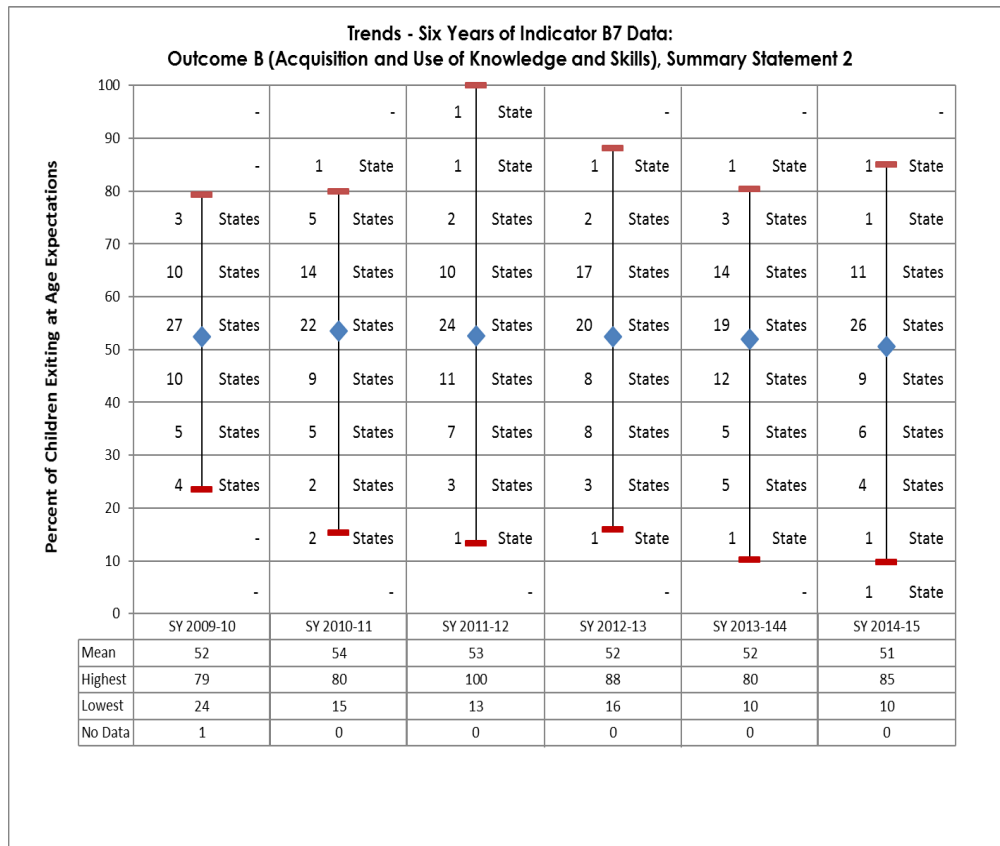 Trends - Six Years of Indicator B7 Data:
Outcome B (Acquisition and Use of Knowledge and Skills), Summary Statement 2
Percent of Children Exiting at Age Expectations
100
- - 1 State - - -
90
- 1 State 1 State 1 State 1 State 1 State
80
3 States 5 States 2 States 2 States 3 States 1 State
70
10 States 14 States 10 States 17 States 14 States 11 States
60
27 States 22 States 24 States 20 States 19 States 26 States
50
10 States 9 States 11 States 8 States 12 States 9 States
40
5 States 5 States 7 States 8 States 5 States 6 States
30
4 States 2 States 3 States 3 States 5 States 4 States
20
- 2 States 1 State 1 State 1 State 1 State
10
- - - - - 1 State
0
SY 2009-10 SY 2010-11 SY 2011-12 SY 2012-13 SY 2013-144 SY 2014-15
Mean 52 54 53 52 52 51
Highest 79 80 100 88 80 85
Lowest 24 15 13 16 10 10
No Data 1 0 0 0 0 0